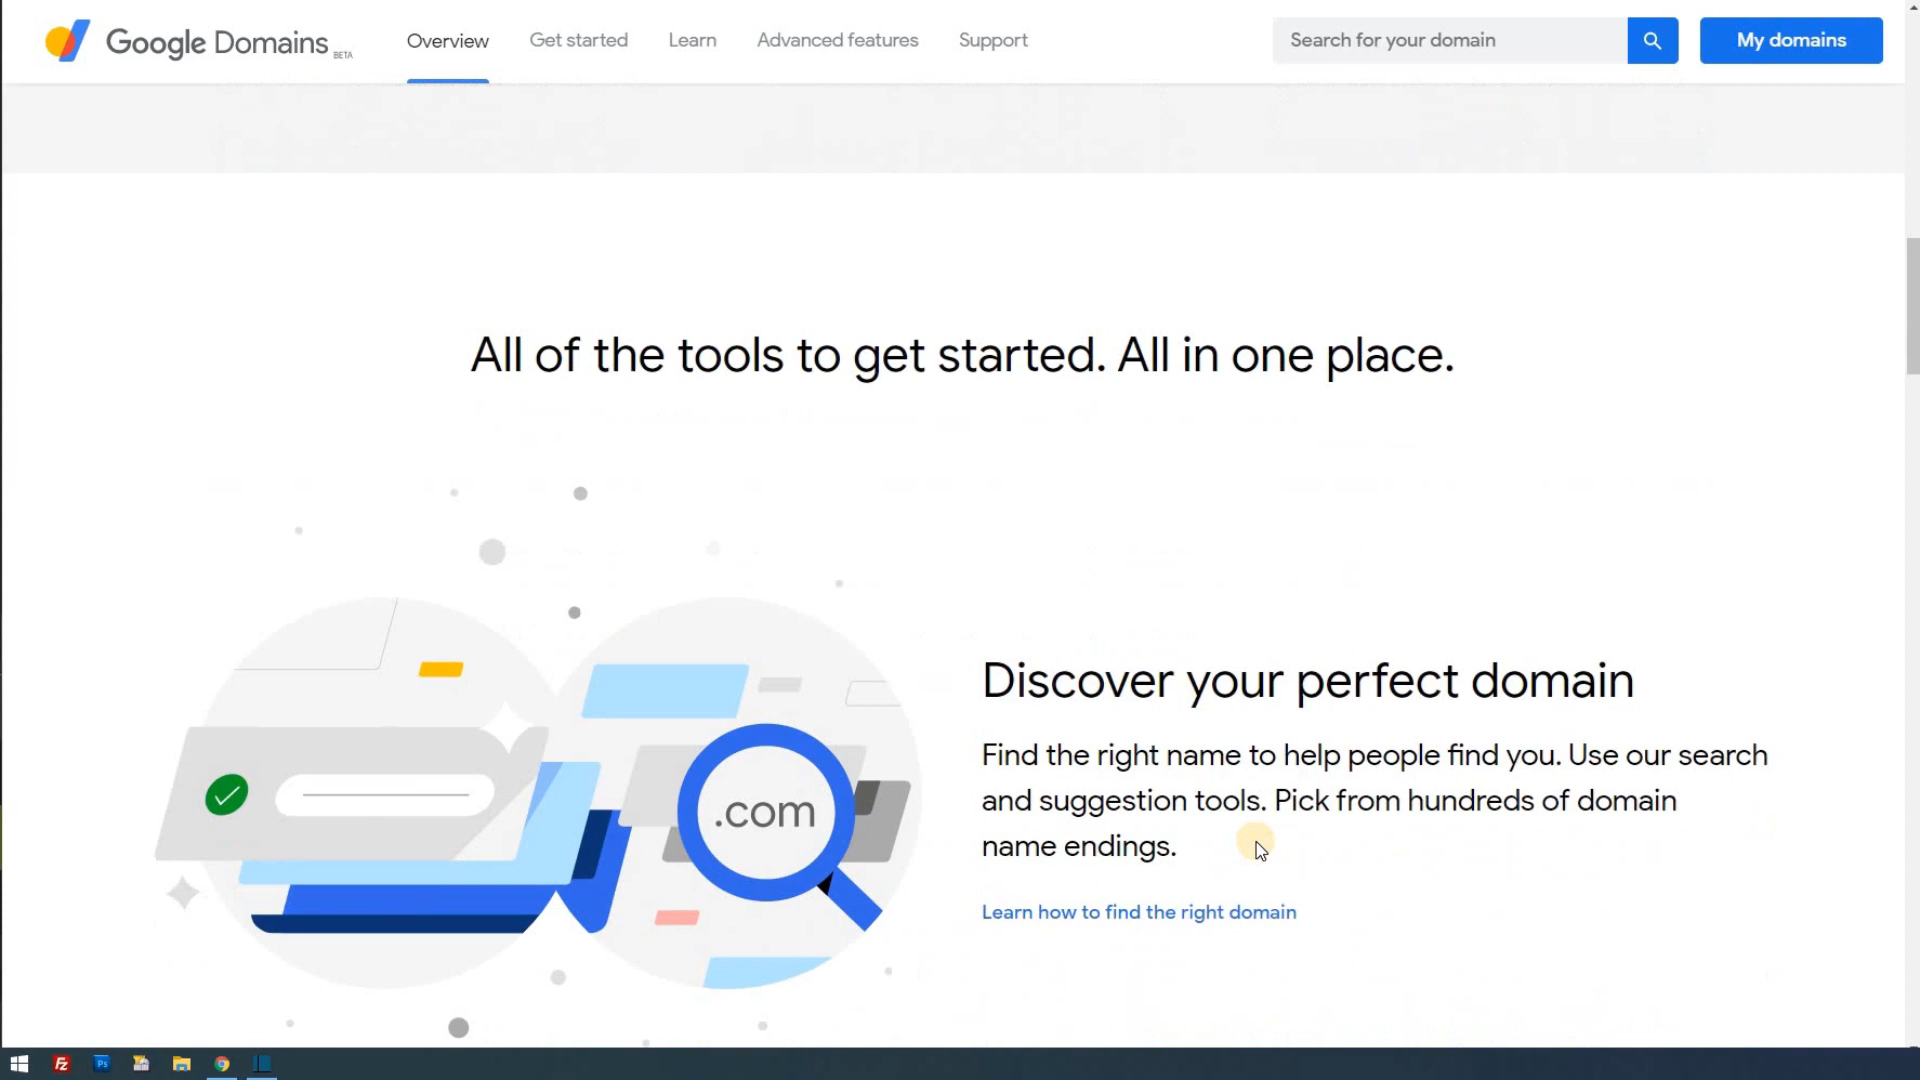 Google Domains BETA
Overview
Get started
Learn
Advanced features
Support
Search for your domain
My domains
All of the tools to get started. All in one place.
.com
Discover your perfect domain
Find the right name to help people find you. Use our search
and suggestion tools. Pick from hundreds of domain
name endings.
Learn how to find the right domain
Fz
Ps